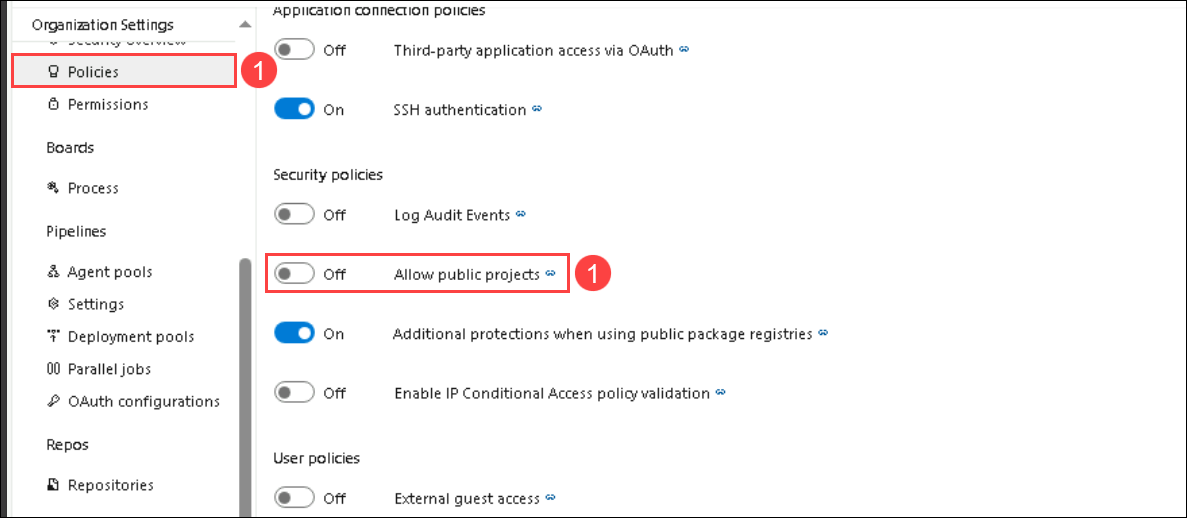 Organization Settings
Security overview
Policies
1
Permissions
Boards
Process
Pipelines
Agent pools
Settings
Deployment pools
Parallel jobs
OAuth configurations
Repos
Repositories
Application connection policies
Off Third-party application access via OAuth
On SSH authentication
Security policies
Off Log Audit Events
Off Allow public projects
1
On Additional protections when using public package registries
Off Enable IP Conditional Access policy validation
User policies
Off External guest access